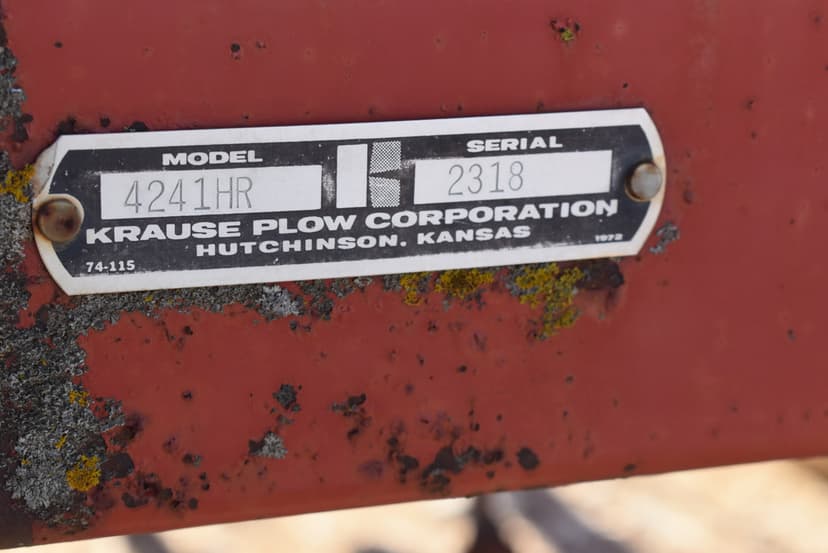 MODEL SERIAL
4241HR K 2318
KRAUSE PLOW CORPORATION
HUTCHINSON, KANSAS
74-115 1972